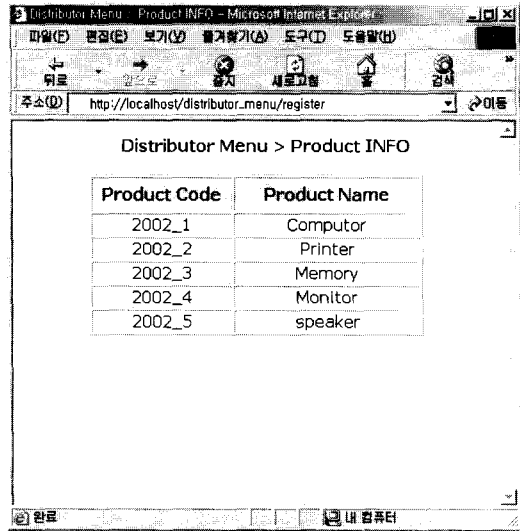 Distributor Menu > Product INFO - Microsoft Internet Explorer
파일(F) 편집(E) 보기(V) 즐겨찾기(A) 도구(T) 도움말(H)
뒤로 앞으로 중지 새로고침 홈 검색 »
주소(D) http://localhost/distributor_menu/register 이동
Distributor Menu > Product INFO
Product Code Product Name
2002_1 Computor
2002_2 Printer
2002_3 Memory
2002_4 Monitor
2002_5 speaker
완료 내 컴퓨터